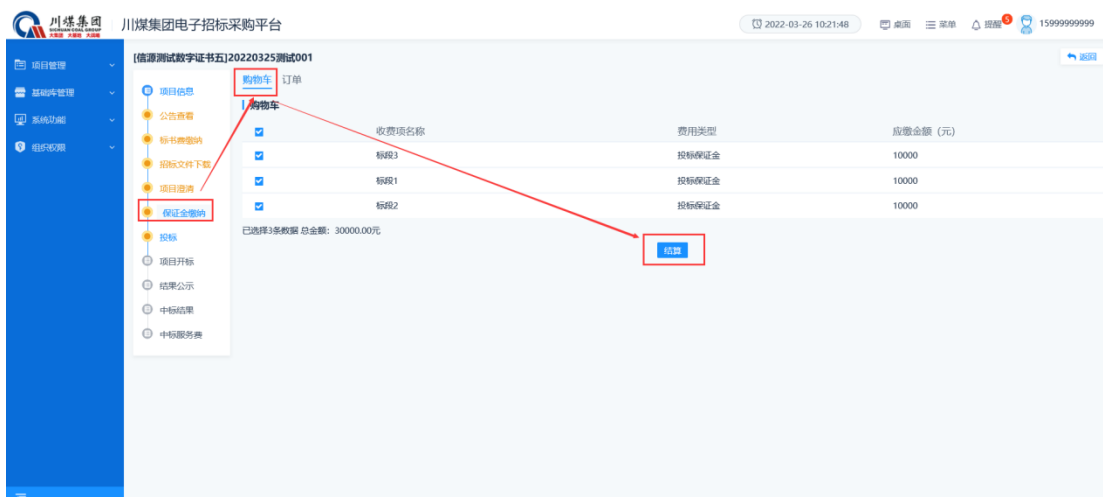 川煤集团
SICHUAN COAL GROUP
川煤集团电子招标采购平台
2022-03-26 10:21:48
桌面
菜单
提醒
5
15999999999
项目管理
基础库管理
系统功能
组织权限
[信源测试数字证书五]20220325测试001
返回
项目信息
公告查看
标书费缴纳
招标文件下载
项目澄清
保证金缴纳
投标
项目开标
结果公示
中标结果
中标服务费
购物车 订单
购物车
收费项名称 费用类型 应缴金额（元）
标段3 投标保证金 10000
标段1 投标保证金 10000
标段2 投标保证金 10000
已选择3条数据 总金额：30000.00元
结算